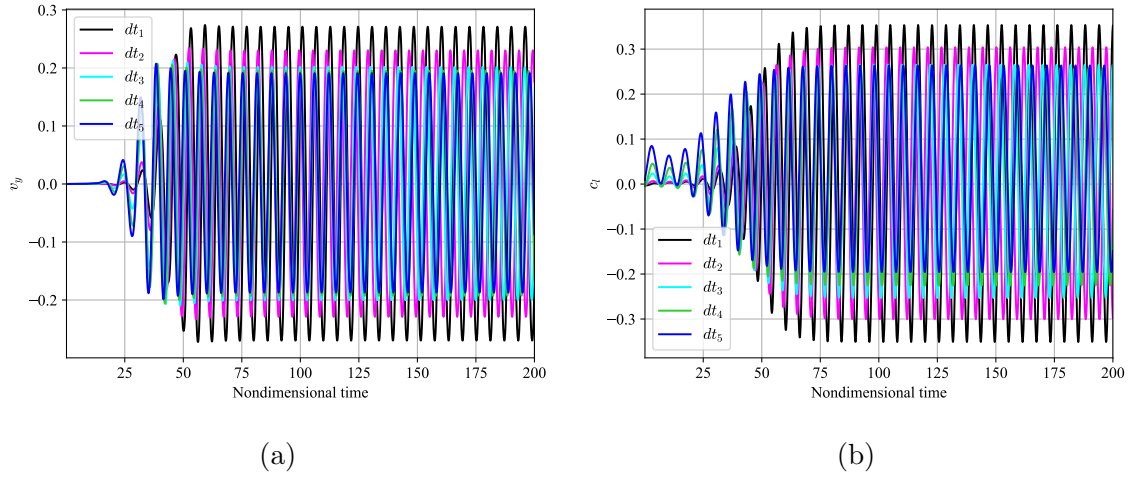 0.3
0.2
0.1
0.0
−0.1
−0.2
v_y
dt_1
dt_2
dt_3
dt_4
dt_5
25 50 75 100 125 150 175 200
Nondimensional time
(a)
0.3
0.2
0.1
0.0
−0.1
−0.2
−0.3
c_l
dt_1
dt_2
dt_3
dt_4
dt_5
25 50 75 100 125 150 175 200
Nondimensional time
(b)